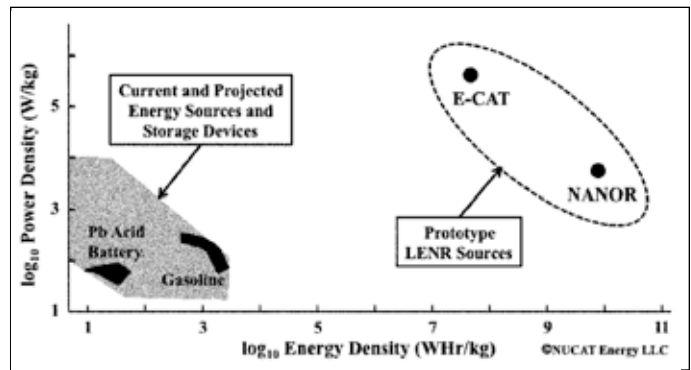 log₁₀ Power Density (W/kg)
5
3
1
Current and Projected
Energy Sources and
Storage Devices
E-CAT
NANOR
Prototype
LENR Sources
Pb Acid
Battery
Gasoline
1 3 5 7 9 11
log₁₀ Energy Density (WHr/kg)
©NUCAT Energy LLC